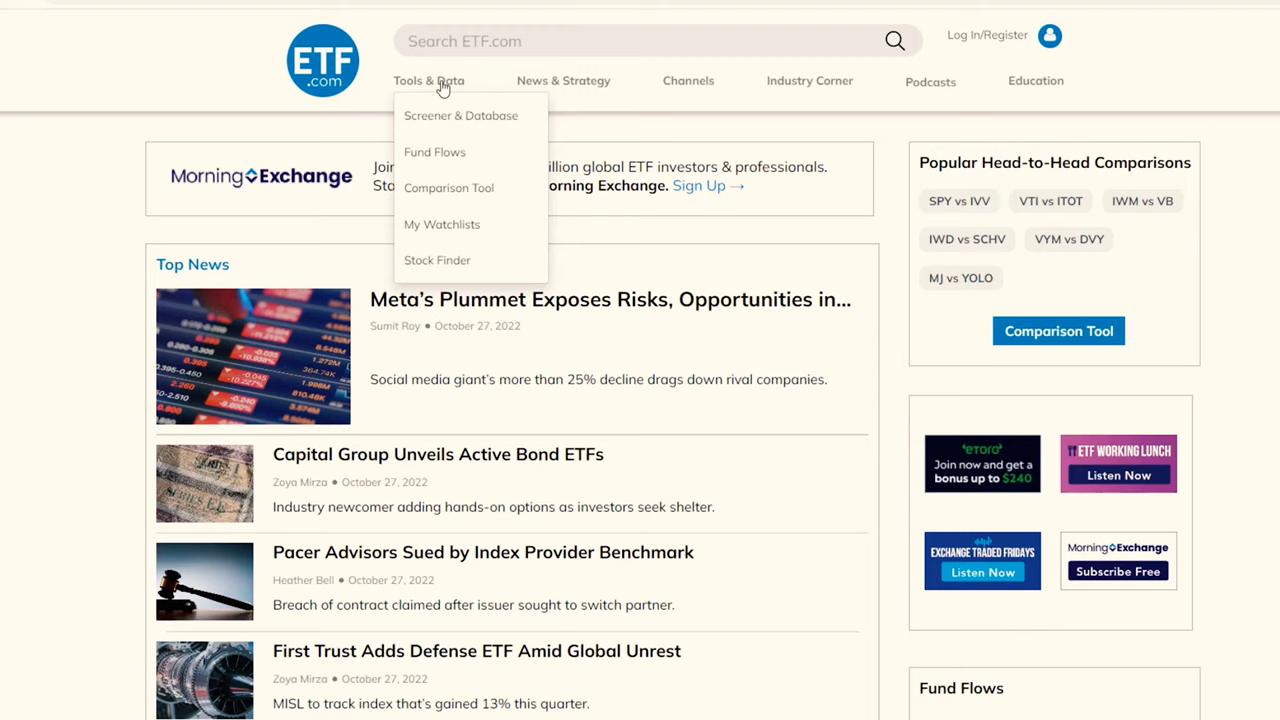 ETF
.com
Search ETF.com
Log In/Register
Tools & Data
News & Strategy
Channels
Industry Corner
Podcasts
Education
Screener & Database
Fund Flows
Comparison Tool
My Watchlists
Stock Finder
Morning Exchange
illion global ETF investors & professionals.
orning Exchange. Sign Up →
Top News
Meta's Plummet Exposes Risks, Opportunities in...
Sumit Roy ● October 27, 2022
Social media giant's more than 25% decline drags down rival companies.
Capital Group Unveils Active Bond ETFs
Zoya Mirza ● October 27, 2022
Industry newcomer adding hands-on options as investors seek shelter.
Pacer Advisors Sued by Index Provider Benchmark
Heather Bell ● October 27, 2022
Breach of contract claimed after issuer sought to switch partner.
First Trust Adds Defense ETF Amid Global Unrest
Zoya Mirza ● October 27, 2022
MISL to track index that's gained 13% this quarter.
Popular Head-to-Head Comparisons
SPY vs IVV
VTI vs ITOT
IWM vs VB
IWD vs SCHV
VYM vs DVY
MJ vs YOLO
Comparison Tool
eToro
Join now and get a
bonus up to $240
ETF WORKING LUNCH
Listen Now
EXCHANGE TRADED FRIDAYS
Listen Now
Morning Exchange
Subscribe Free
Fund Flows